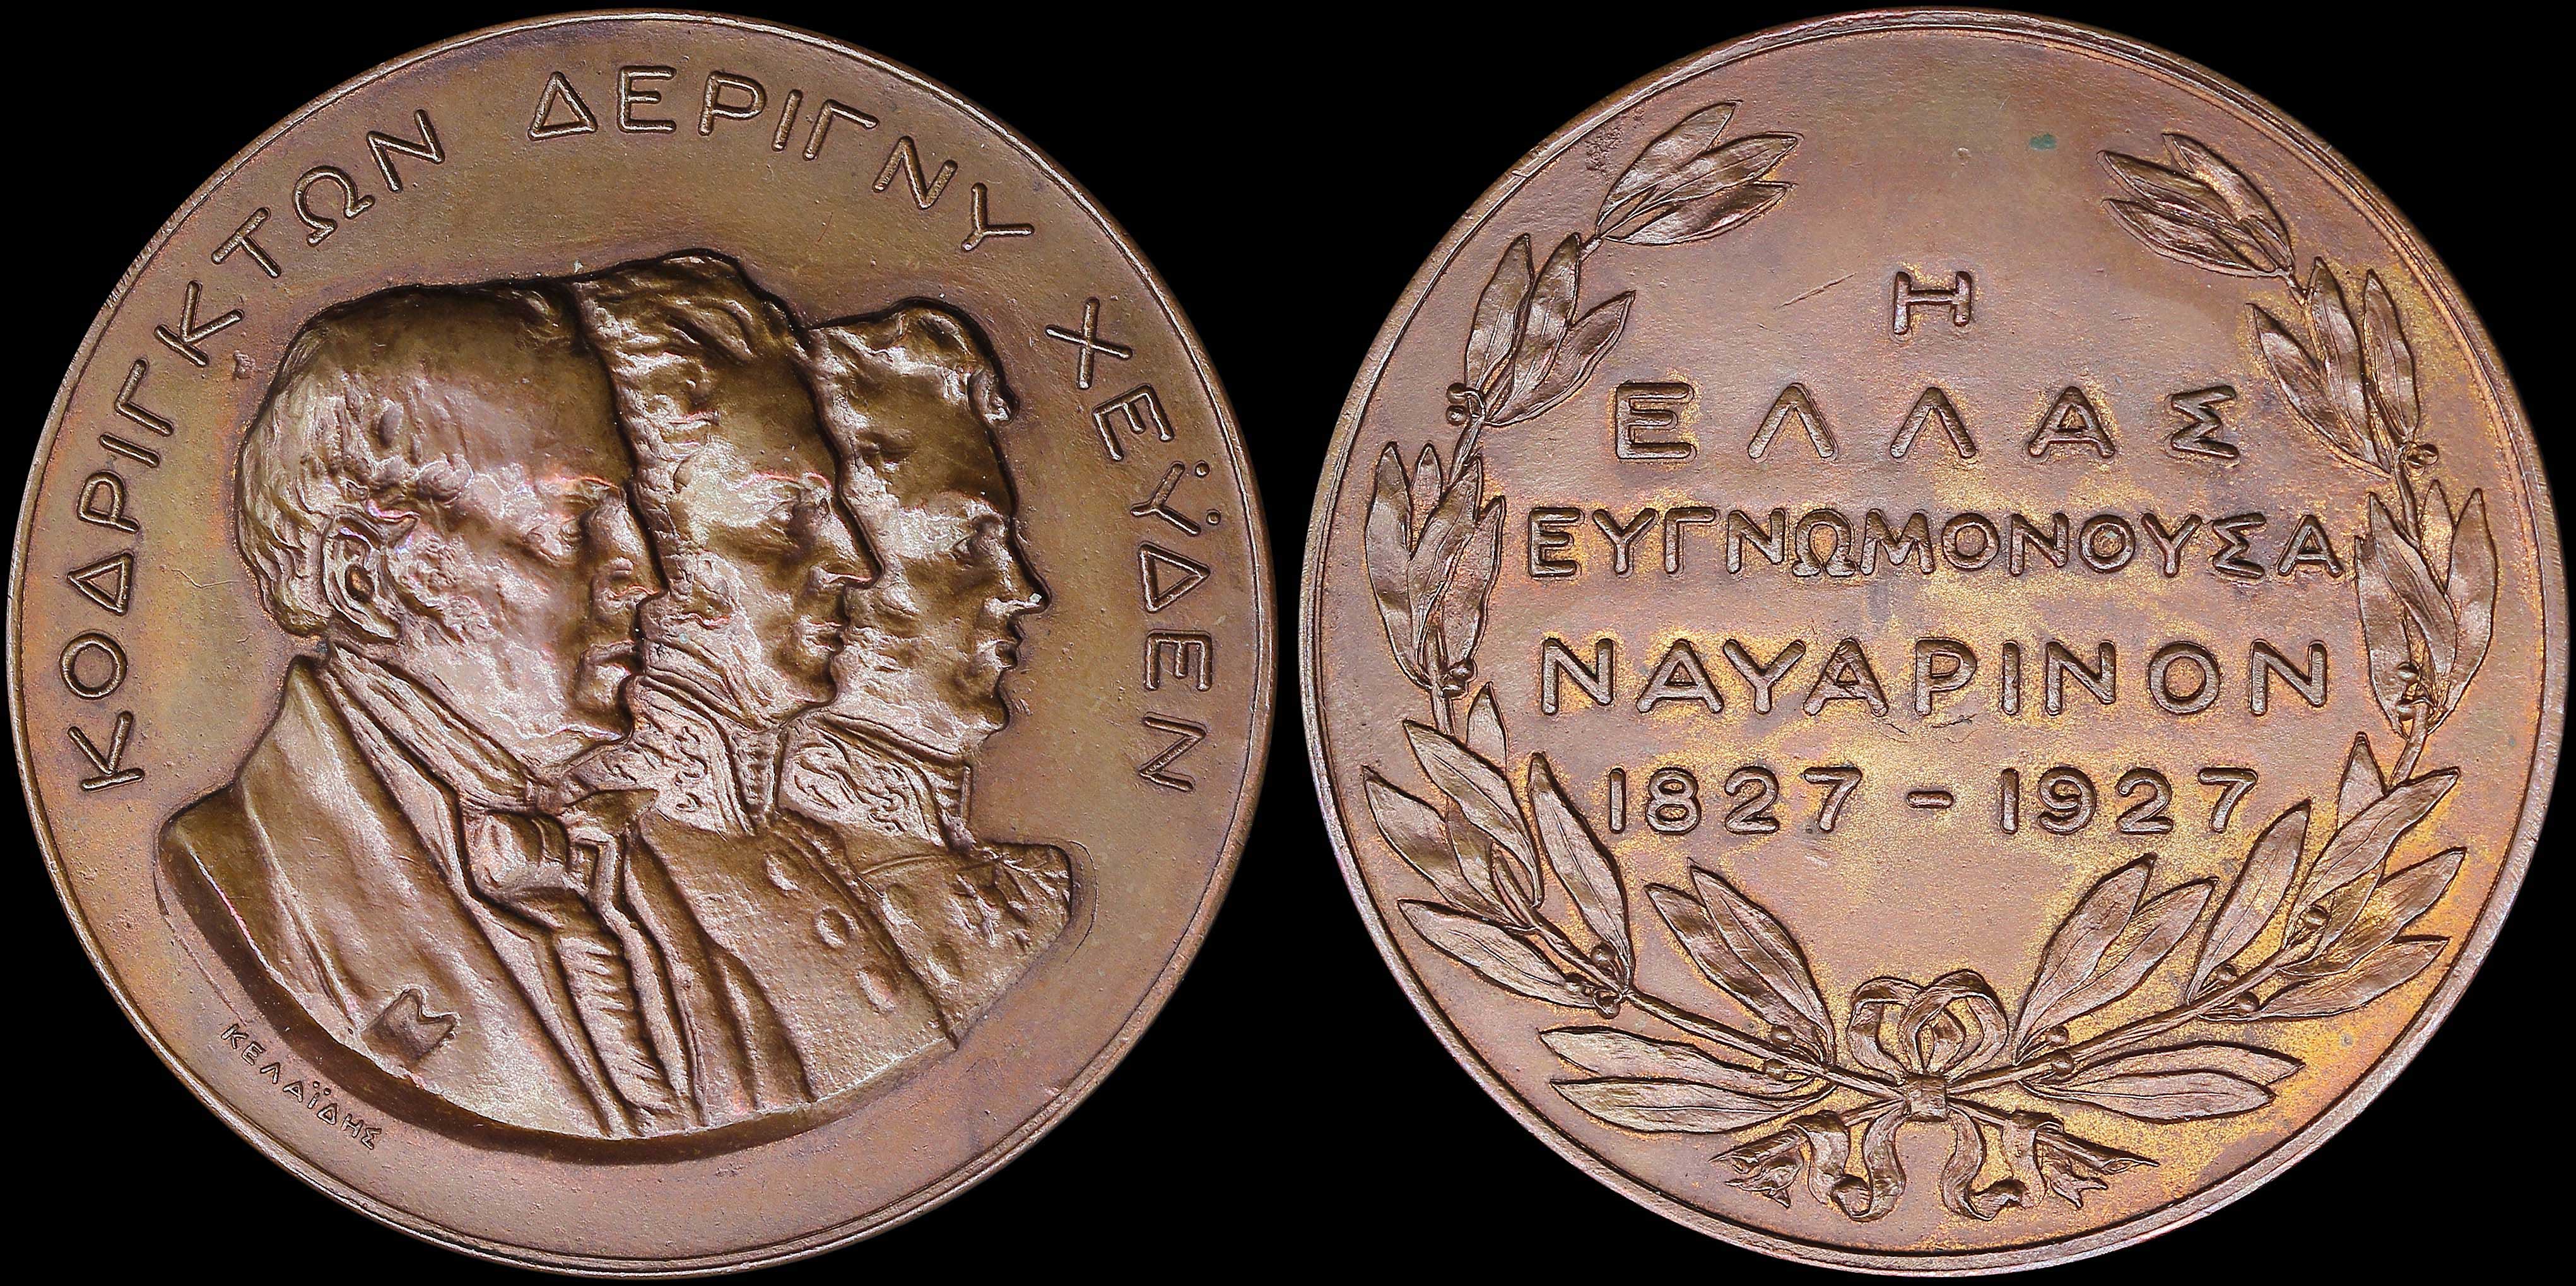 ΚΟΔΡΙΓΚΤΩΝ ΔΕΡΙΓΝΥ ΧΕΫΔΕΝ
ΚΕΛΑΪΔΗΣ
Η
ΕΛΛΑΣ
ΕΥΓΝΩΜΟΝΟΥΣΑ
ΝΑΥΑΡΙΝΟΝ
1827 - 1927